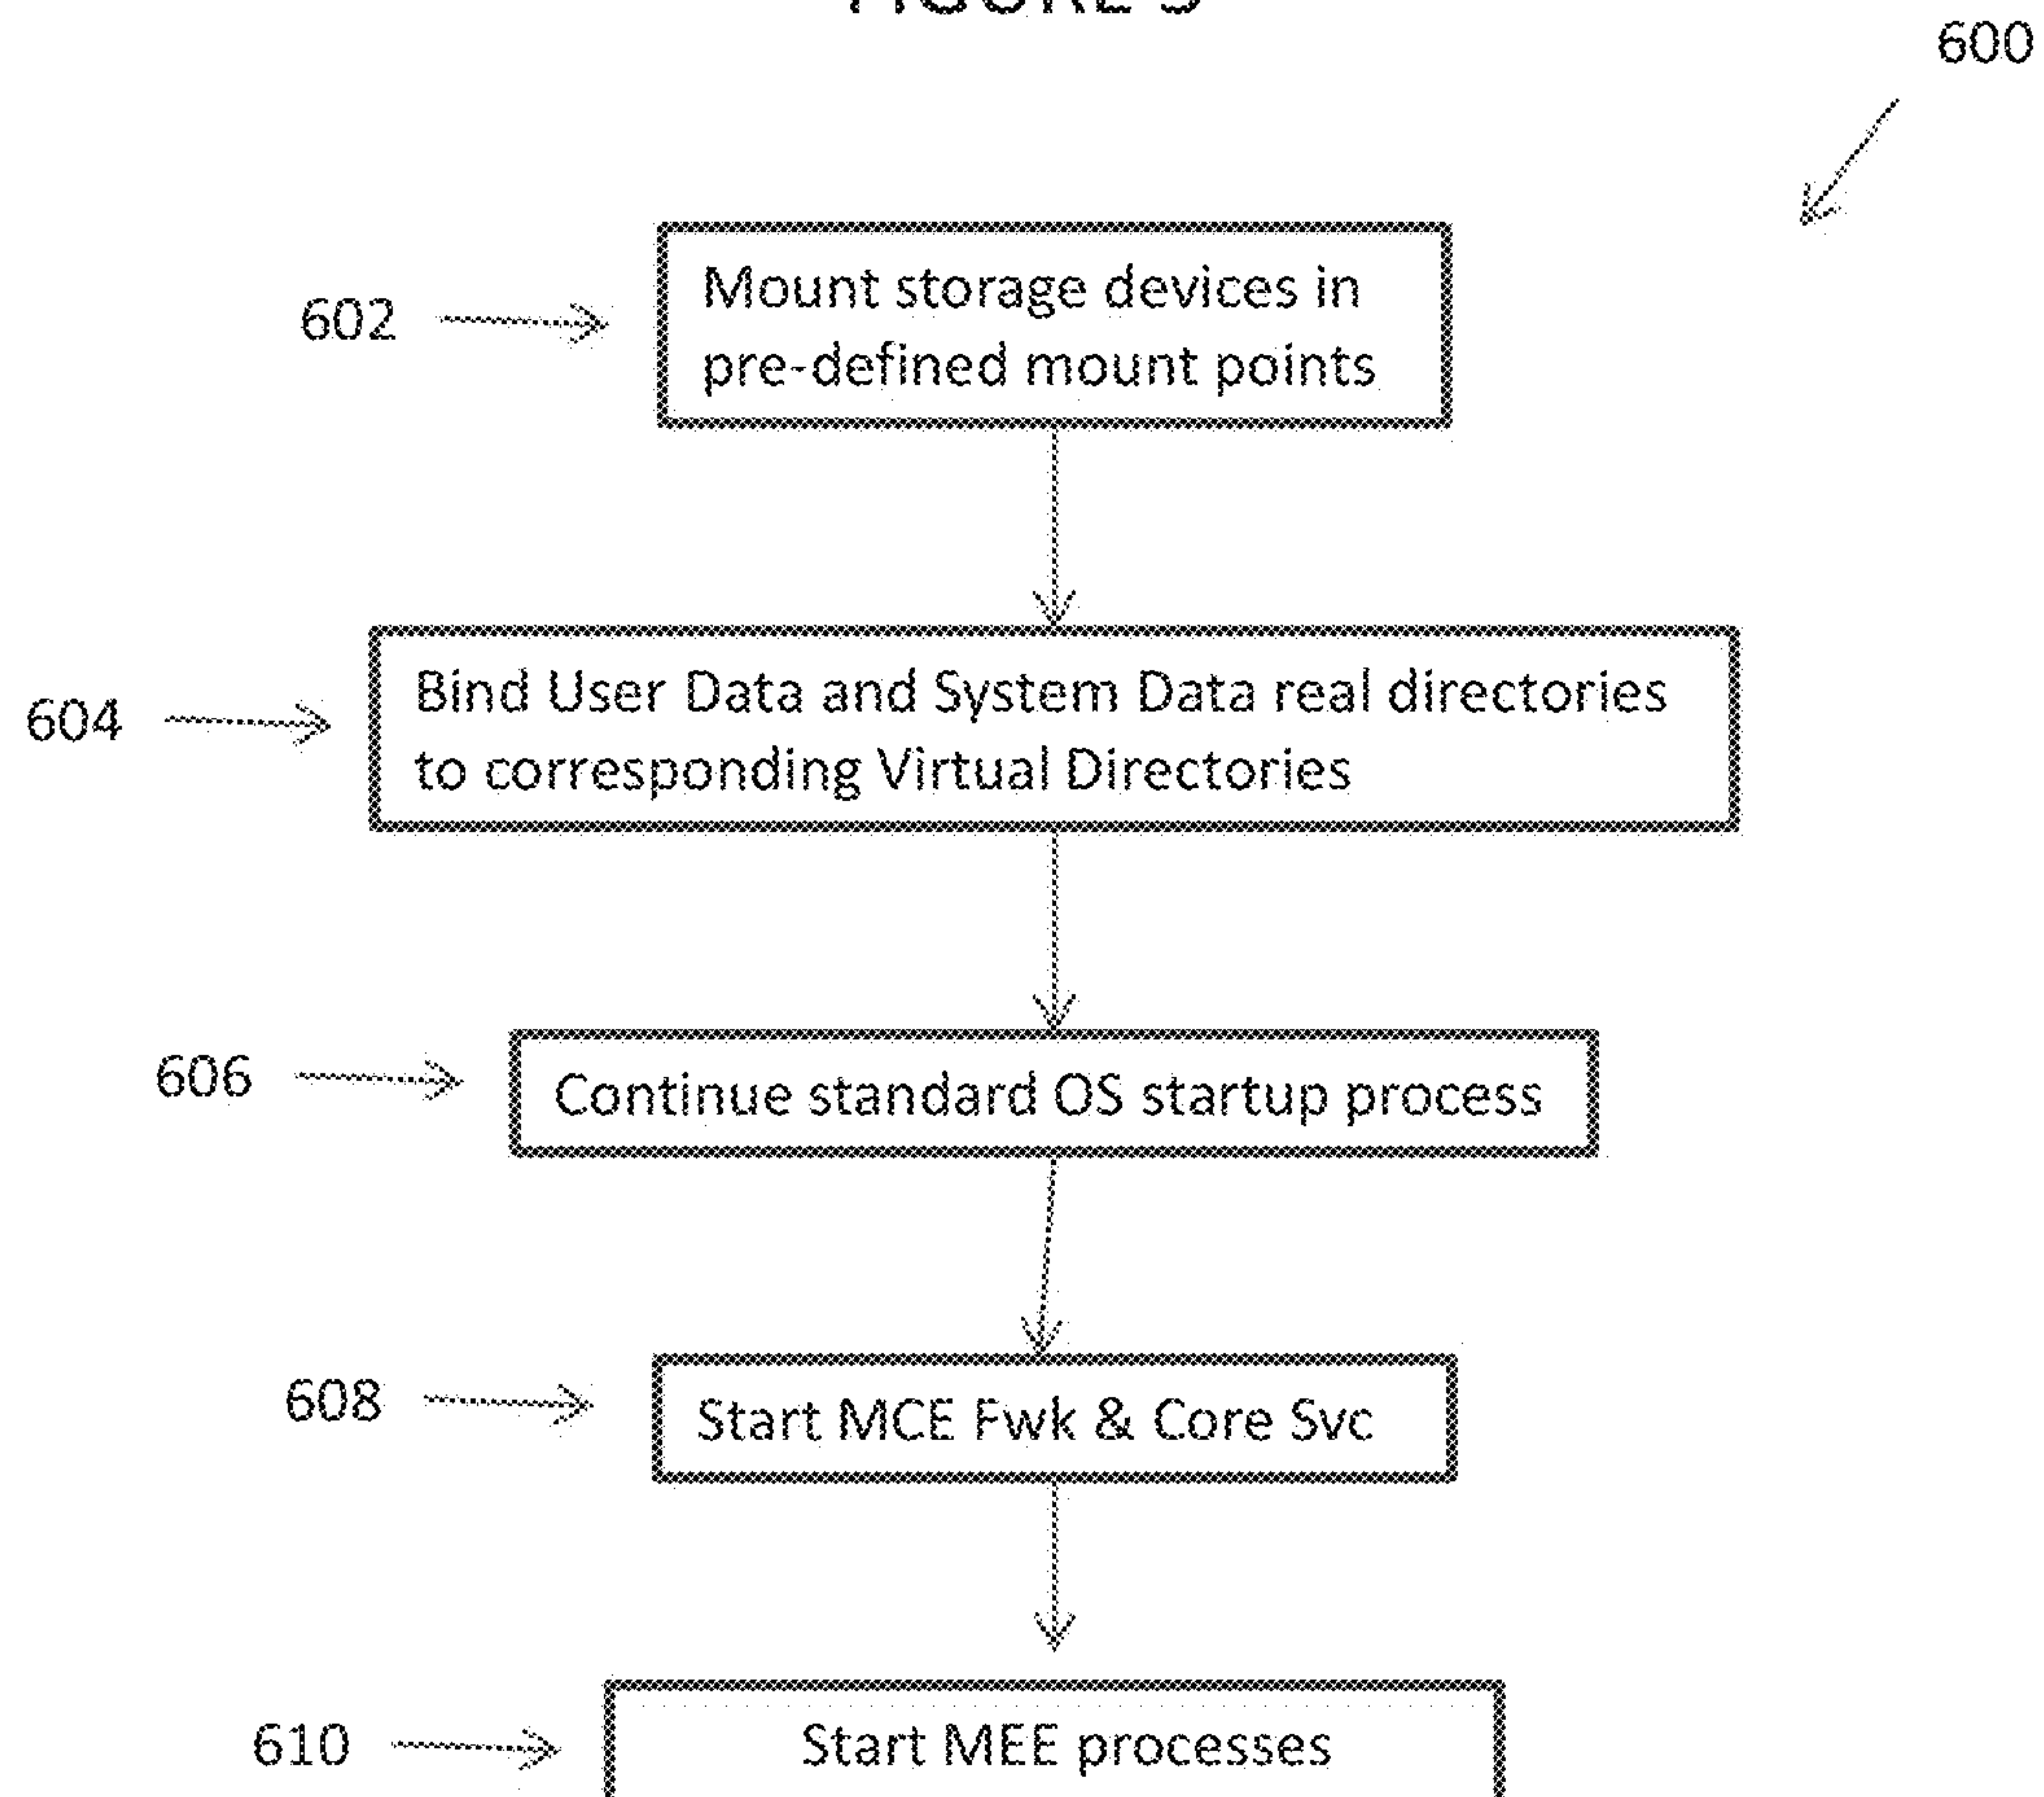 600
602
Mount storage devices in
pre-defined mount points
604
Bind User Data and System Data real directories
to corresponding Virtual Directories
606
Continue standard OS startup process
608
Start MCE Fwk & Core Svc
610
Start MEE processes